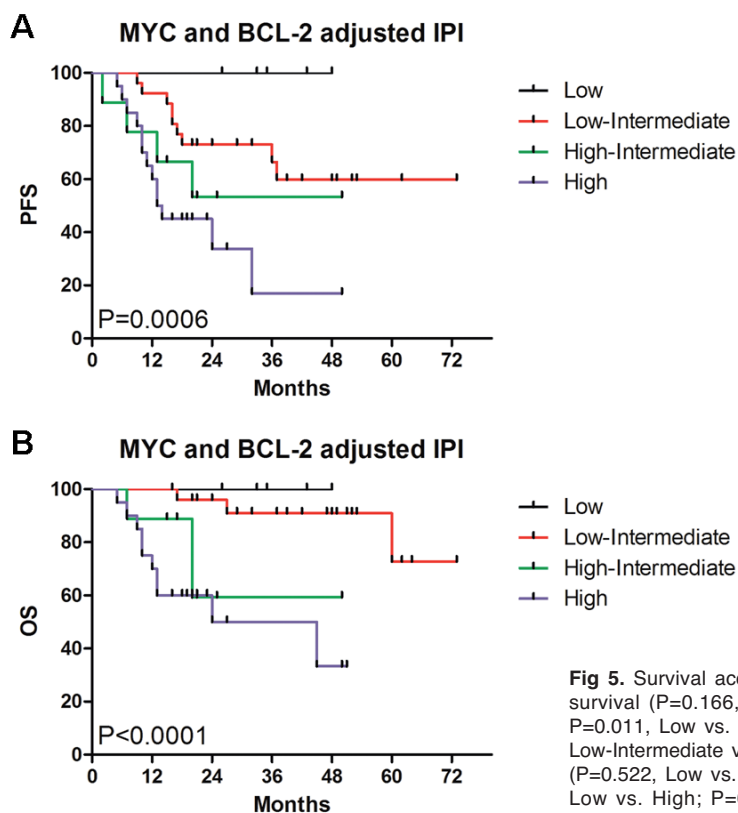 A
MYC and BCL-2 adjusted IPI
100
80
60
40
20
0
PFS
P=0.0006
0 12 24 36 48 60 72
Months
Low
Low-Intermediate
High-Intermediate
High
B
MYC and BCL-2 adjusted IPI
100
80
60
40
20
0
OS
P<0.0001
0 12 24 36 48 60 72
Months
Low
Low-Intermediate
High-Intermediate
High
Fig 5. Survival acc
survival (P=0.166,
P=0.011, Low vs.
Low-Intermediate v
(P=0.522, Low vs.
Low vs. High; P=